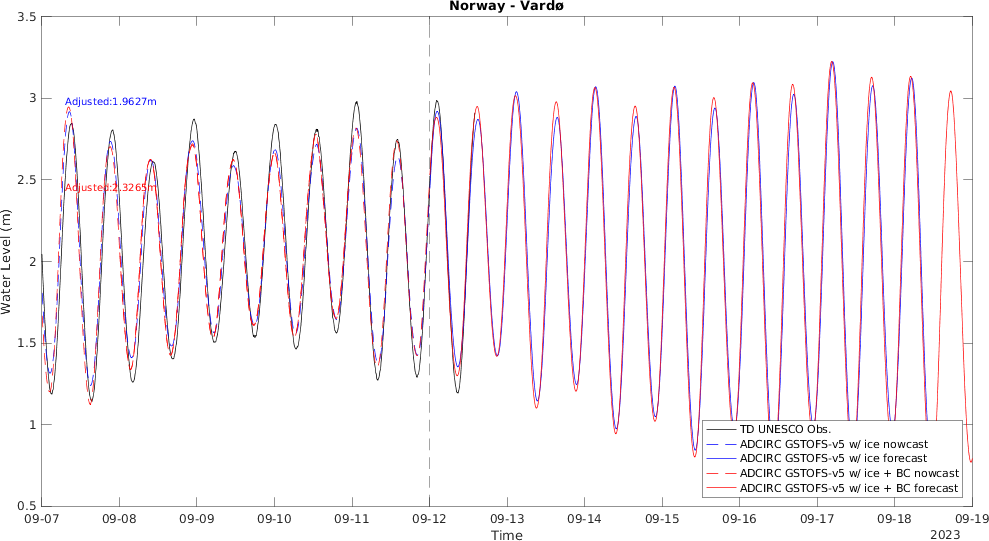 Norway - Vardø
3.5
3
2.5
2
1.5
1
0.5
Water Level (m)
Adjusted:1.9627m
Adjusted:2.3265m
TD UNESCO Obs.
ADCIRC GSTOFS-v5 w/ ice nowcast
ADCIRC GSTOFS-v5 w/ ice forecast
ADCIRC GSTOFS-v5 w/ ice + BC nowcast
ADCIRC GSTOFS-v5 w/ ice + BC forecast
09-07 09-08 09-09 09-10 09-11 09-12 09-13 09-14 09-15 09-16 09-17 09-18 09-19
Time
2023